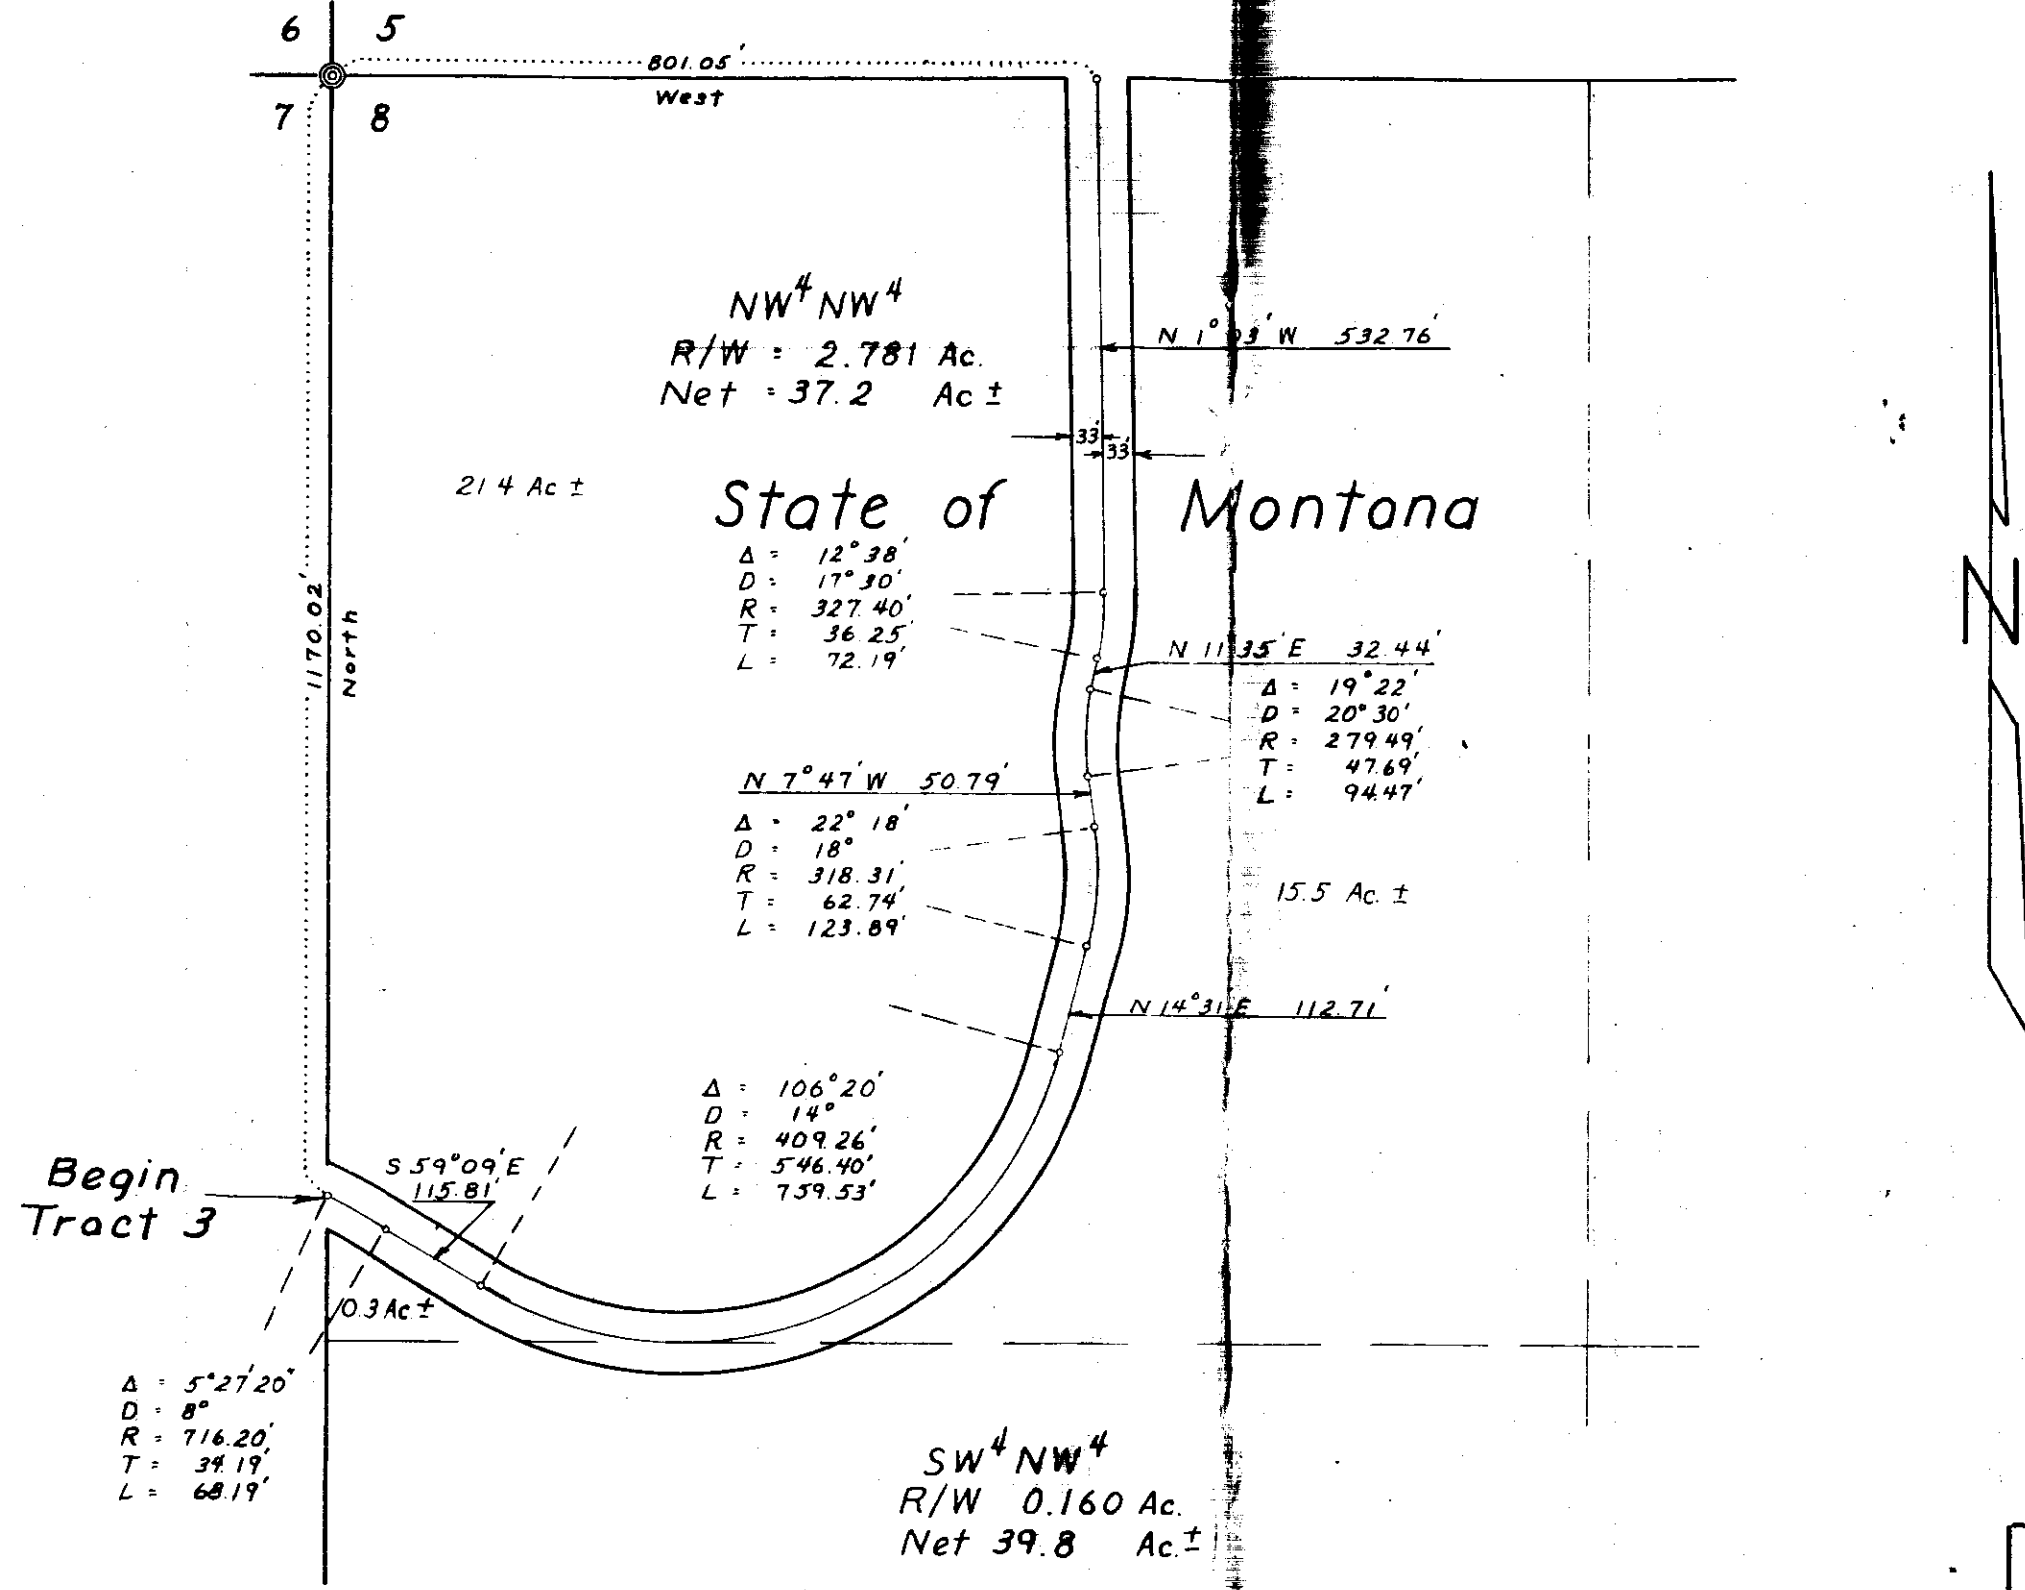 6 5
801.05'
West
7 8
NW⁴ NW⁴
R/W = 2.781 Ac.
Net = 37.2 Ac ±
N 1° 03' W 532.76'
33'
33'
21.4 Ac ±
State of Montana
Δ = 12° 38'
D = 17° 30'
R = 327.40'
T = 36.25'
L = 72.19'
1170.02'
North
N 11° 35' E 32.44'
Δ = 19° 22'
D = 20° 30'
R = 279.49'
T = 47.69'
L = 94.47'
N 7° 47' W 50.79'
Δ = 22° 18'
D = 18°
R = 318.31'
T = 62.74'
L = 123.89'
15.5 Ac. ±
N 14° 31' E 112.71'
Δ = 106° 20'
D = 14°
R = 409.26'
T = 546.40'
L = 759.53'
Begin
Tract 3
S 59° 09' E
115.81'
0.3 Ac ±
Δ = 5° 27' 20"
D = 8°
R = 716.20'
T = 34.19'
L = 68.19'
SW⁴ NW⁴
R/W 0.160 Ac.
Net 39.8 Ac. ±
N